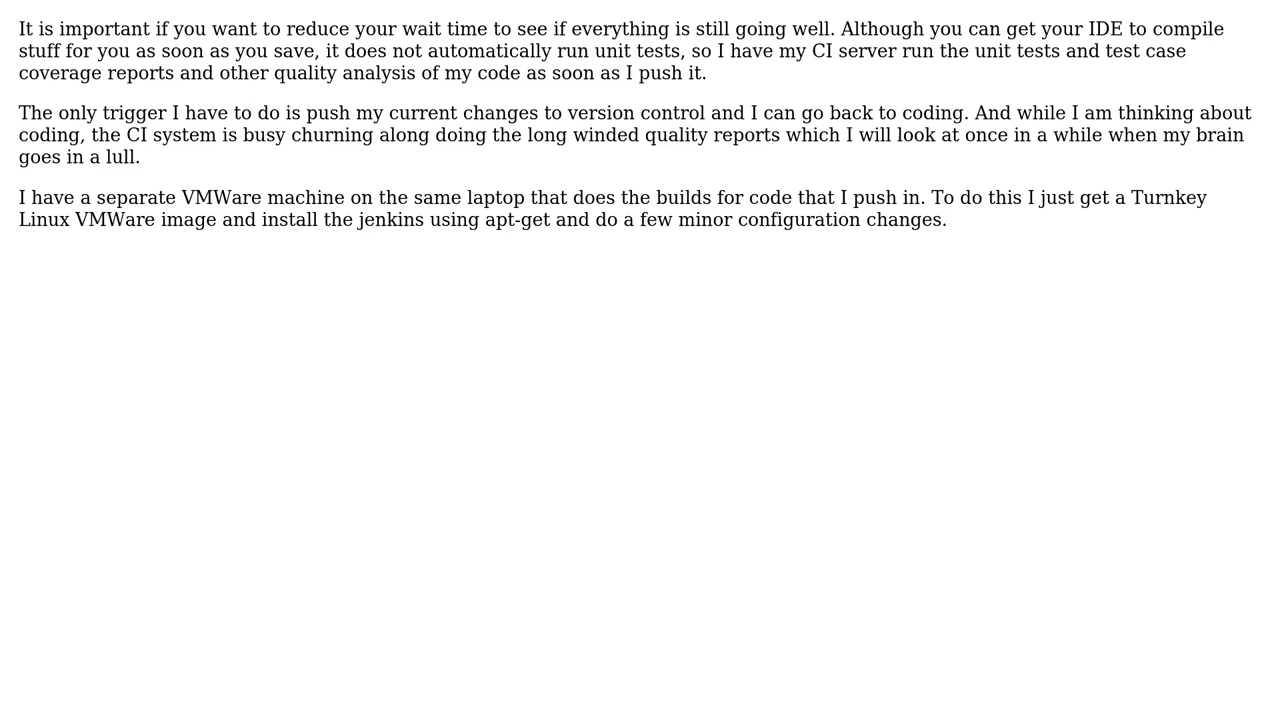 It is important if you want to reduce your wait time to see if everything is still going well. Although you can get your IDE to compile
stuff for you as soon as you save, it does not automatically run unit tests, so I have my CI server run the unit tests and test case
coverage reports and other quality analysis of my code as soon as I push it.
The only trigger I have to do is push my current changes to version control and I can go back to coding. And while I am thinking about
coding, the CI system is busy churning along doing the long winded quality reports which I will look at once in a while when my brain
goes in a lull.
I have a separate VMWare machine on the same laptop that does the builds for code that I push in. To do this I just get a Turnkey
Linux VMWare image and install the jenkins using apt-get and do a few minor configuration changes.